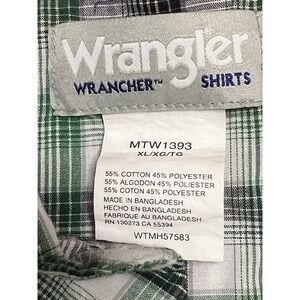 Wrangler
WRANCHER™ SHIRTS
MTW1393
XL/XG/TG
55% COTTON 45% POLYESTER
55% ALGODON 45% POLIESTER
55% COTON 45% POLYESTER
MADE IN BANGLADESH
HECHO EN BANGLADESH
FABRIQUE AU BANGLADESH
RN 130273 CA 55394
WTMH57583